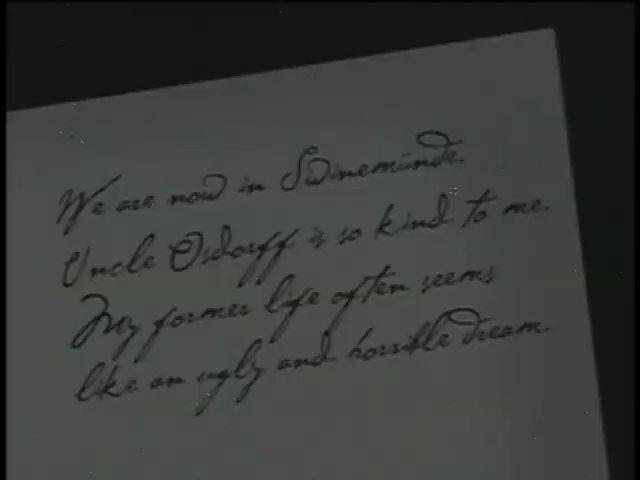 We are now in Swinemünde.
Uncle Osdorff is so kind to me.
My former life often seems
like an ugly and horrible dream.